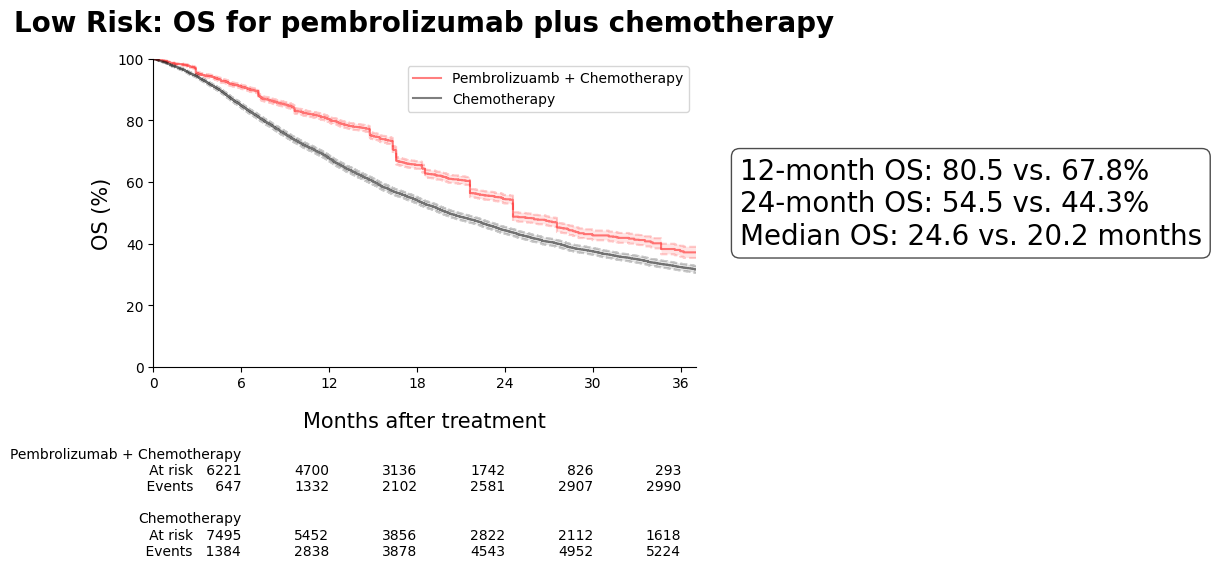 Low Risk: OS for pembrolizumab plus chemotherapy
100
80
60
40
20
0
OS (%)
Pembrolizuamb + Chemotherapy
Chemotherapy
0 6 12 18 24 30 36
Months after treatment
12-month OS: 80.5 vs. 67.8%
24-month OS: 54.5 vs. 44.3%
Median OS: 24.6 vs. 20.2 months
Pembrolizumab + Chemotherapy
At risk 6221 4700 3136 1742 826 293
Events 647 1332 2102 2581 2907 2990
Chemotherapy
At risk 7495 5452 3856 2822 2112 1618
Events 1384 2838 3878 4543 4952 5224